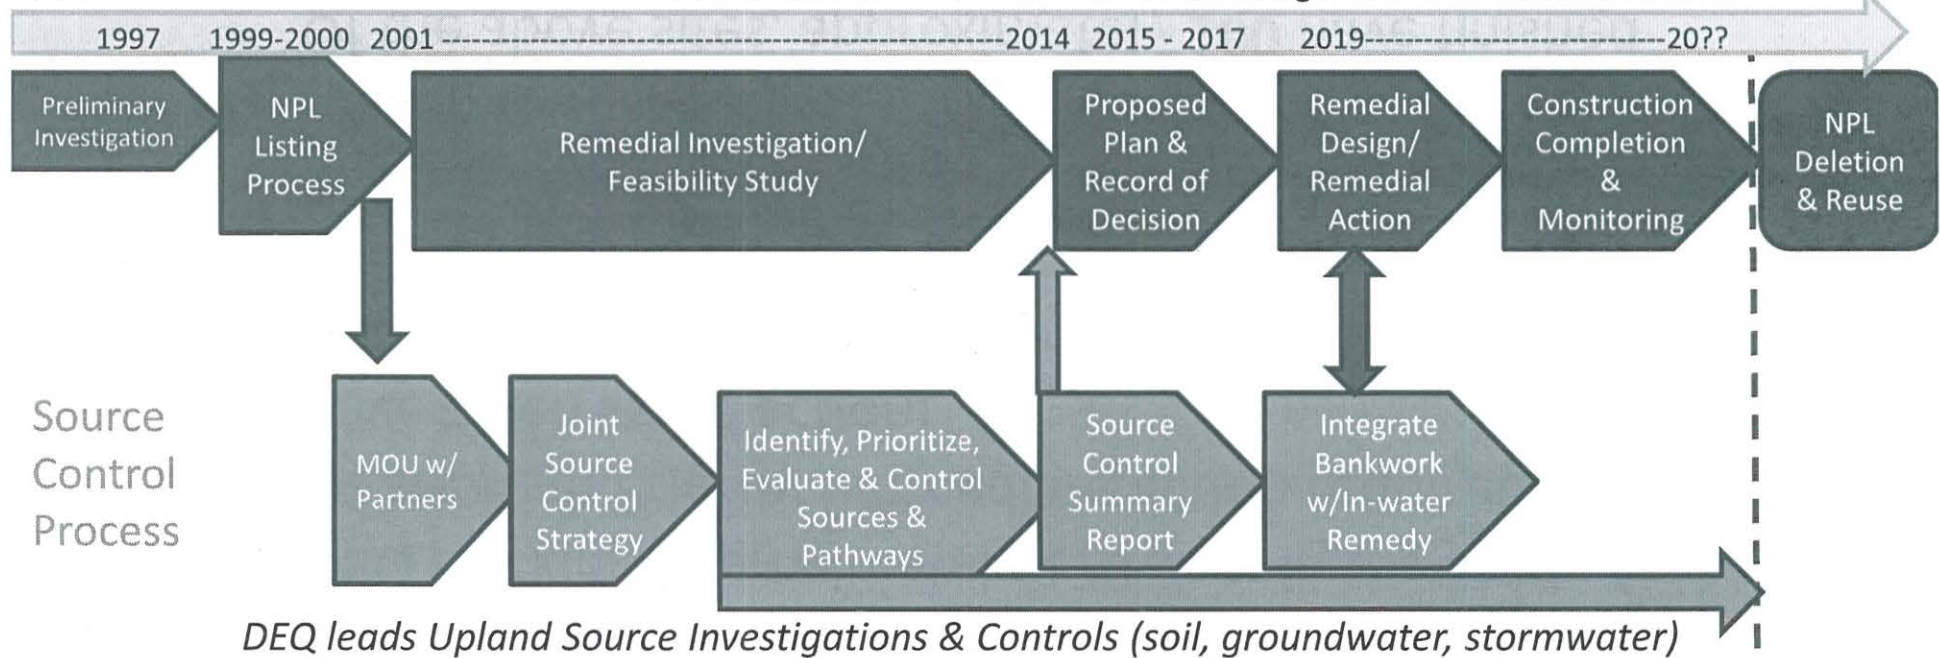 1997 1999-2000 2001 ---------- 2014 2015 - 2017 2019---------- 20??
Preliminary
Investigation
NPL
Listing
Process
Remedial Investigation/
Feasibility Study
Proposed
Plan &
Record of
Decision
Remedial
Design/
Remedial
Action
Construction
Completion
&
Monitoring
NPL
Deletion
& Reuse
Source
Control
Process
MOU w/
Partners
Joint
Source
Control
Strategy
Identify, Prioritize,
Evaluate & Control
Sources &
Pathways
Source
Control
Summary
Report
Integrate
Bankwork
w/In-water
Remedy
DEQ leads Upland Source Investigations & Controls (soil, groundwater, stormwater)